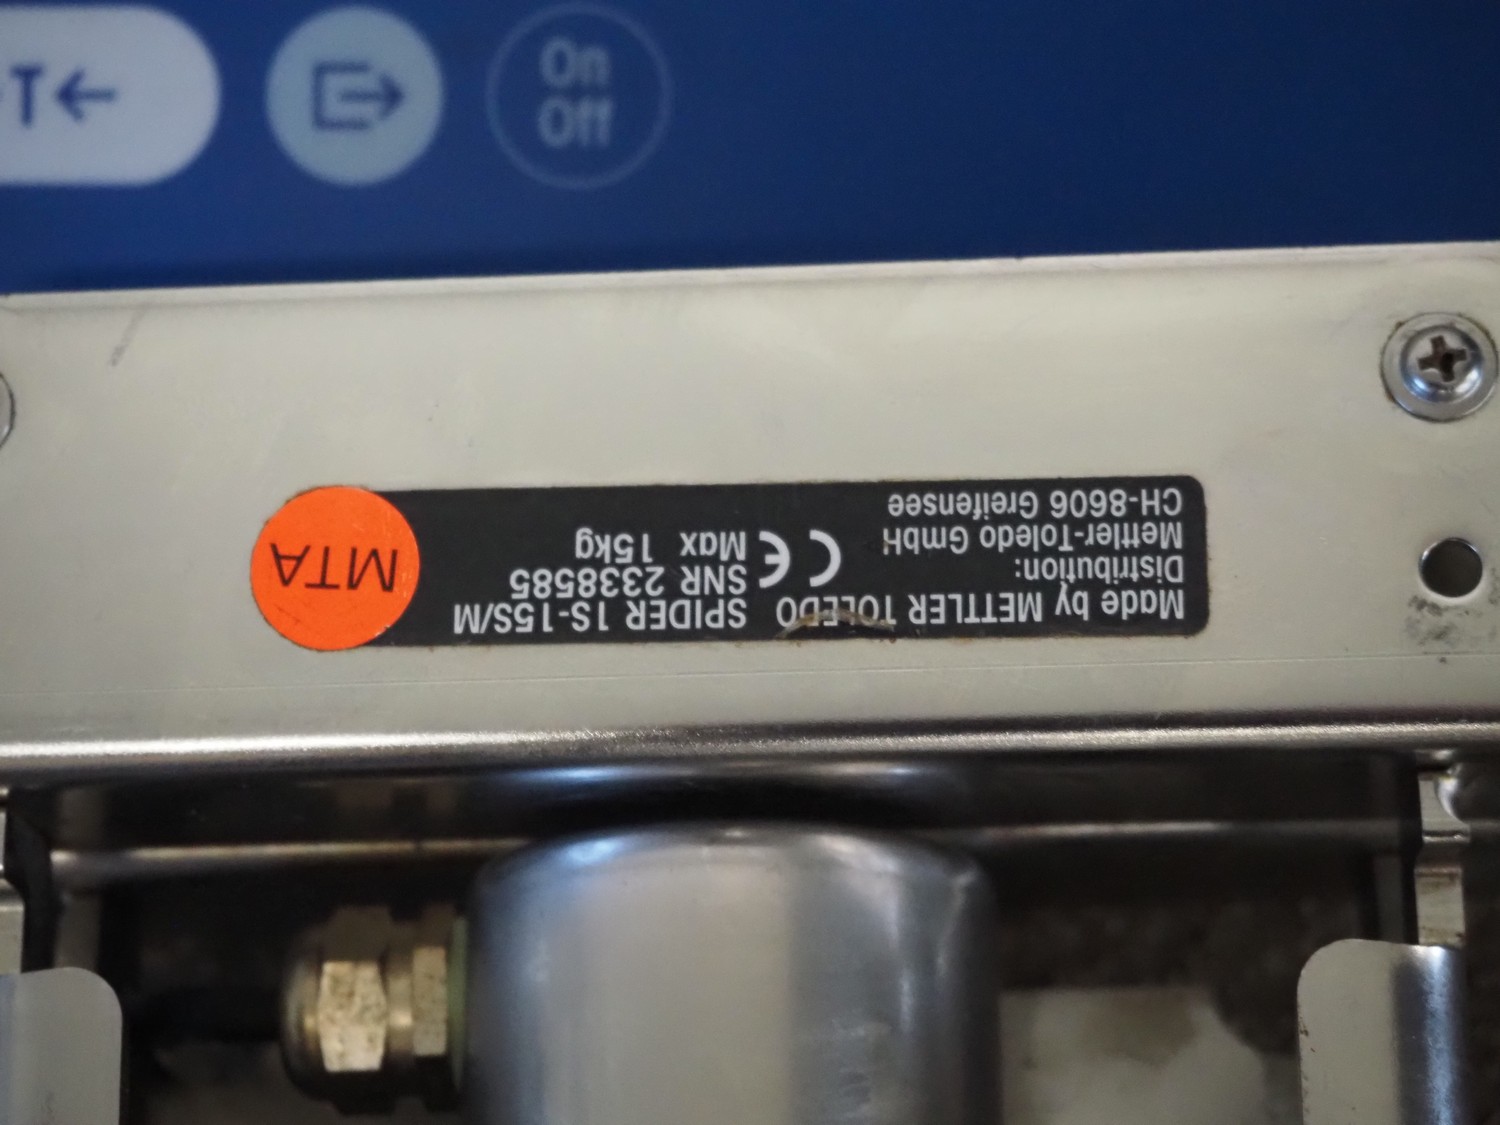 →T←
On
Off
Made by METTLER TOLEDO
Distribution:
Mettler-Toledo GmbH
CH-8606 Greifensee
CE
SPIDER 1S-15S/M
SNR 2338585
Max 15kg
MTA